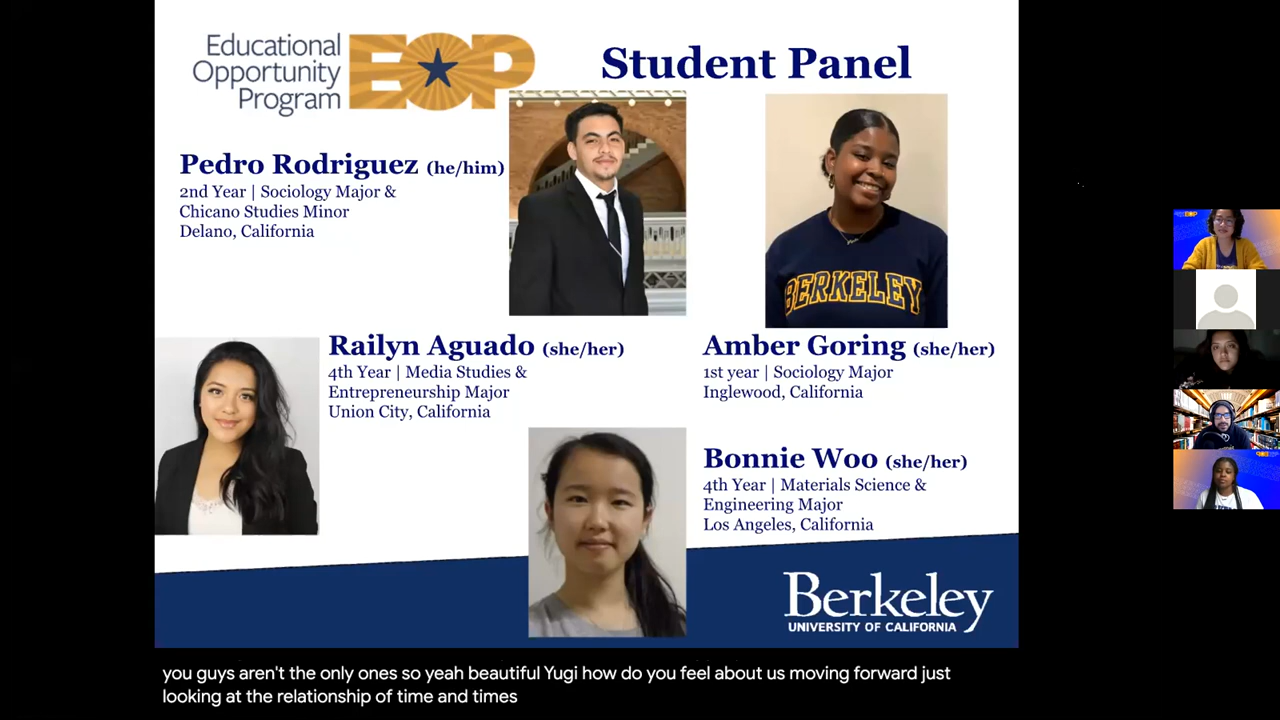 Educational
Opportunity
Program
EOP
Student Panel
Pedro Rodriguez (he/him)
2nd Year | Sociology Major &
Chicano Studies Minor
Delano, California
BERKELEY
Railyn Aguado (she/her)
4th Year | Media Studies &
Entrepreneurship Major
Union City, California
Amber Goring (she/her)
1st year | Sociology Major
Inglewood, California
Bonnie Woo (she/her)
4th Year | Materials Science &
Engineering Major
Los Angeles, California
Berkeley
UNIVERSITY OF CALIFORNIA
you guys aren't the only ones so yeah beautiful Yugi how do you feel about us moving forward just
looking at the relationship of time and times